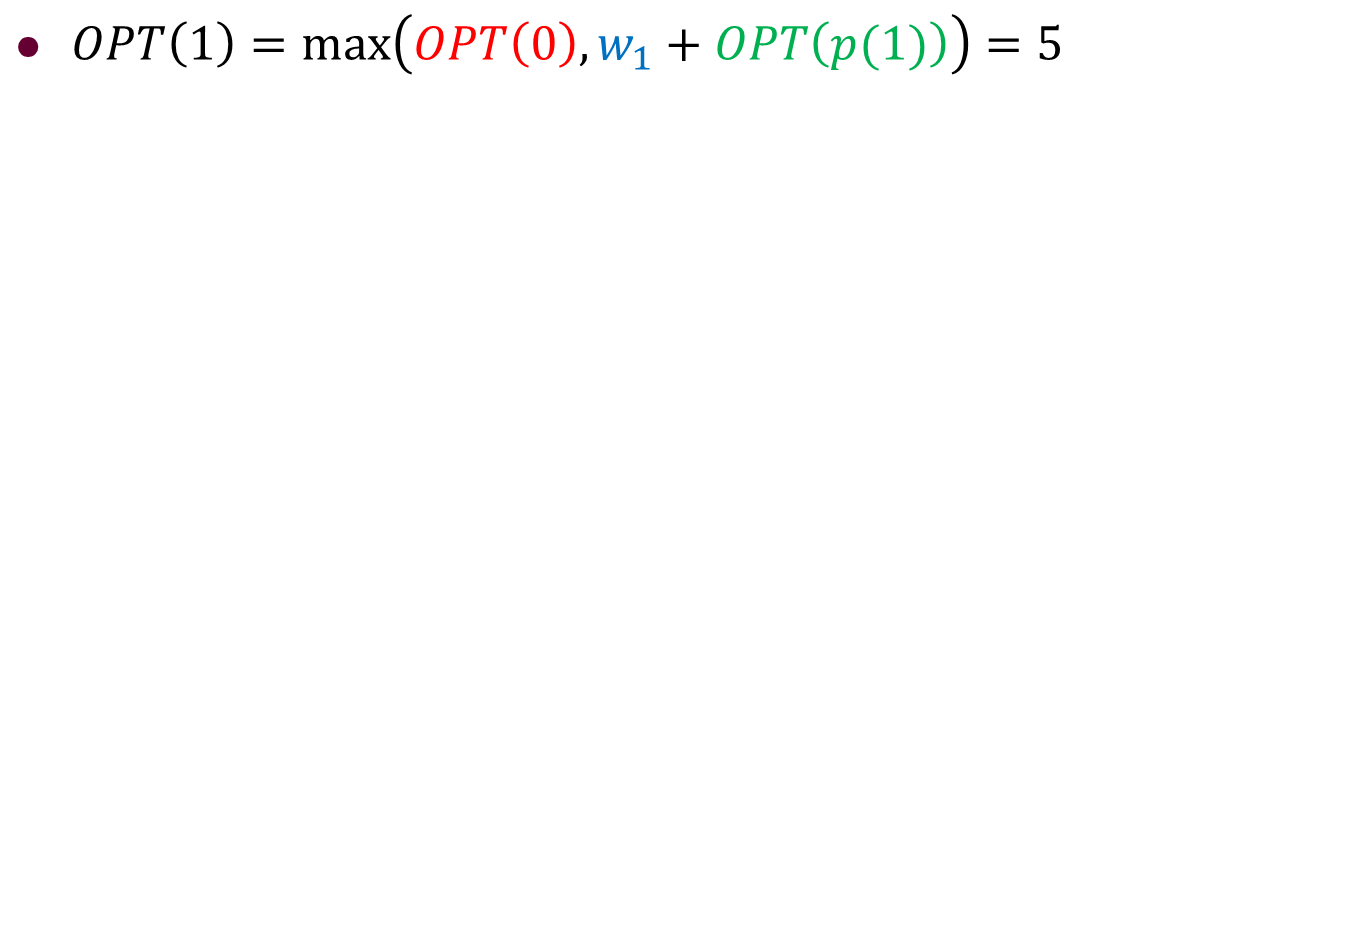 • OPT(1) = max(OPT(0), w₁ + OPT(p(1))) = 5